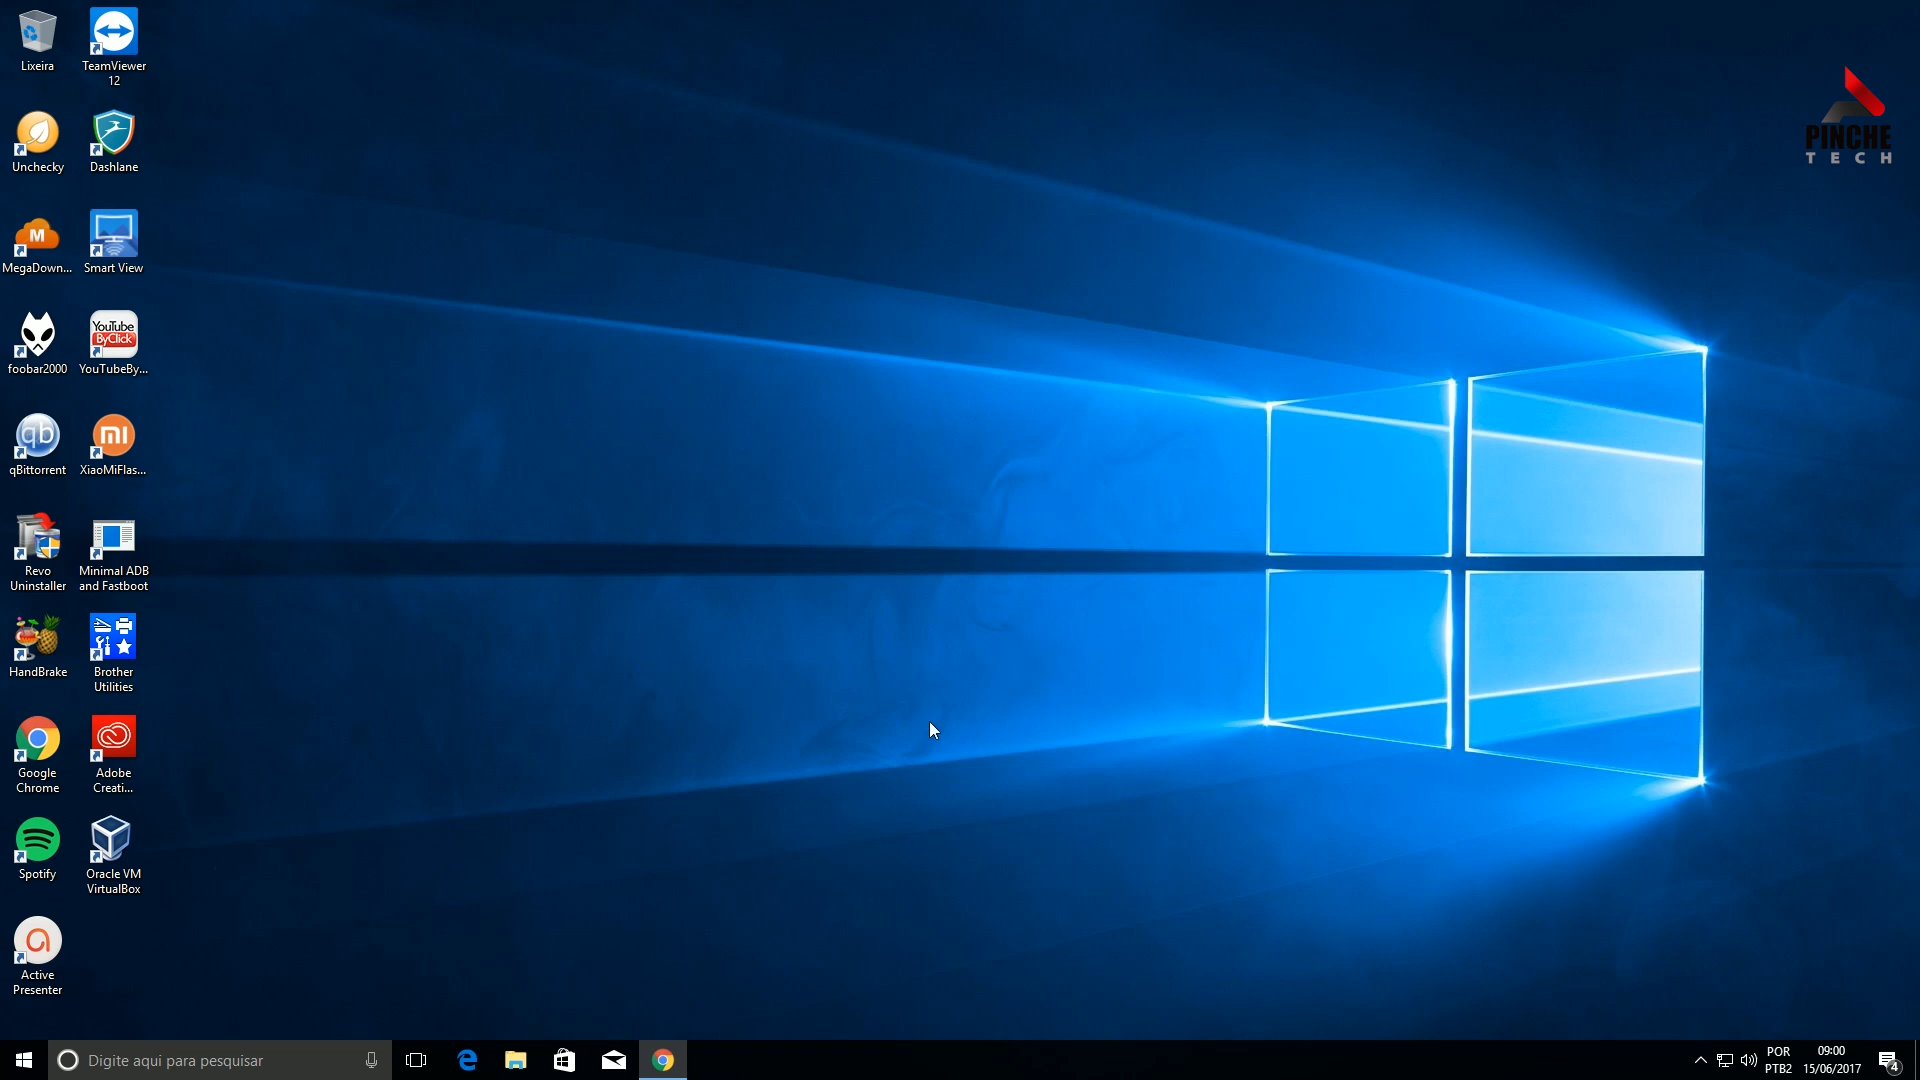 Lixeira
TeamViewer
12
Unchecky
Dashlane
M
MegaDown...
Smart View
foobar2000
YouTube
ByClick
YouTubeBy...
qb
qBittorrent
mi
XiaoMiFlas...
Revo
Uninstaller
Minimal ADB
and Fastboot
HandBrake
Brother
Utilities
Google
Chrome
Adobe
Creati...
Spotify
Oracle VM
VirtualBox
Active
Presenter
PINCHE
TECH
Digite aqui para pesquisar
POR
PTB2
09:00
15/06/2017
4